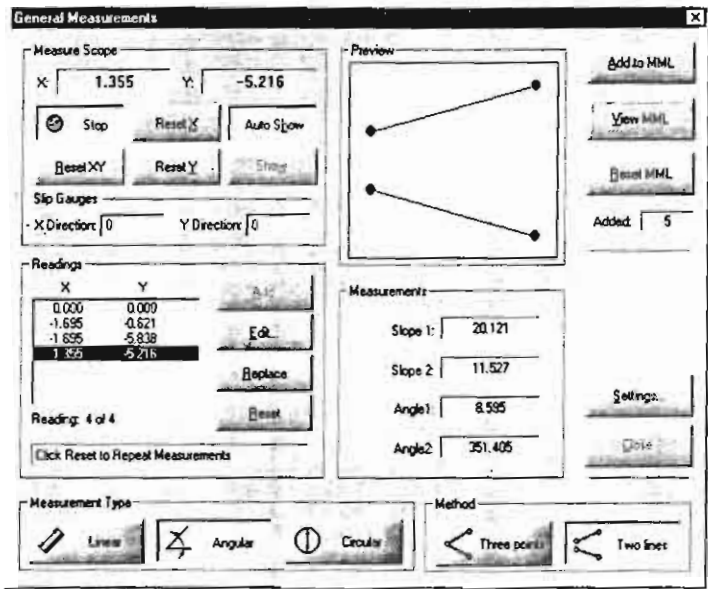 General Measurements
Measure Scope
X: 1.355 Y: -5.216
Stop Reset X Auto Show
Reset XY Reset Y Show
Slip Gauges
X Direction: 0 Y Direction: 0
Preview
Add to MML
View MML
Reset MML
Added: 5
Readings
X Y
0.000 0.009
-1.695 -0.621
-1.695 -5.838
1.355 -5.216
Add
Edit...
Replace
Reset
Reading: 4 of 4
Click Reset to Repeat Measurements
Measurements
Slope 1: 20.121
Slope 2: 11.527
Angle1: 8.595
Angle2: 351.405
Settings...
Close
Measurement Type
Linear Angular Circular
Method
Three points Two lines